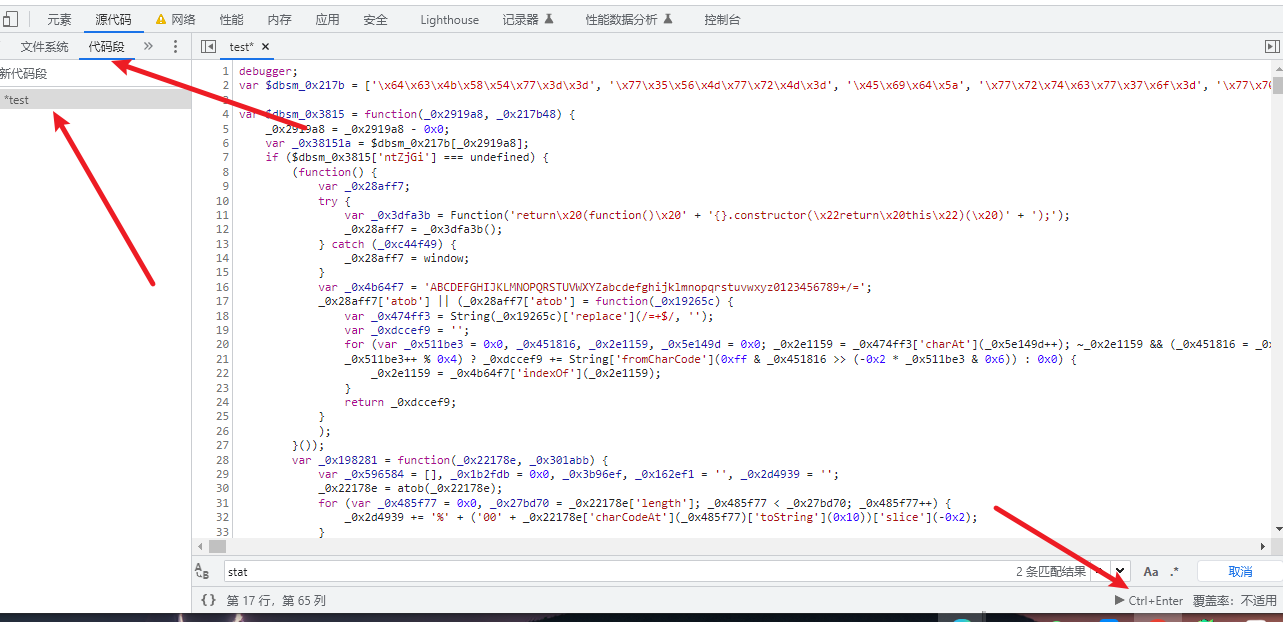 元素 源代码 网络 性能 内存 应用 安全 Lighthouse 记录器 性能数据分析 控制台
文件系统 代码段 » test* ×
新代码段
*test
1 debugger;
2 var $dbsm_0x217b = ['\x64\x63\x4b\x58\x54\x77\x3d\x3d', '\x77\x35\x56\x4d\x77\x72\x4d\x3d', '\x45\x69\x64\x5a', '\x77\x72\x74\x63\x77\x37\x6f\x3d', '\x77\x7
3
4 var $dbsm_0x3815 = function(_0x2919a8, _0x217b48) {
5 _0x2919a8 = _0x2919a8 - 0x0;
6 var _0x38151a = $dbsm_0x217b[_0x2919a8];
7 if ($dbsm_0x3815['ntZjGi'] === undefined) {
8 (function() {
9 var _0x28aff7;
10 try {
11 var _0x3dfa3b = Function('return\x20(function()\x20' + '{}.constructor(\x22return\x20this\x22)(\x20)' + ');');
12 _0x28aff7 = _0x3dfa3b();
13 } catch (_0xc44f49) {
14 _0x28aff7 = window;
15 }
16 var _0x4b64f7 = 'ABCDEFGHIJKLMNOPQRSTUVWXYZabcdefghijklmnopqrstuvwxyz0123456789+/=';
17 _0x28aff7['atob'] || (_0x28aff7['atob'] = function(_0x19265c) {
18 var _0x474ff3 = String(_0x19265c)['replace'](/=+$/, '');
19 var _0xdccef9 = '';
20 for (var _0x511be3 = 0x0, _0x451816, _0x2e1159, _0x5e149d = 0x0; _0x2e1159 = _0x474ff3['charAt'](_0x5e149d++); ~_0x2e1159 && (_0x451816 = _0x
21 _0x511be3++ % 0x4) ? _0xdccef9 += String['fromCharCode'](0xff & _0x451816 >> (-0x2 * _0x511be3 & 0x6)) : 0x0) {
22 _0x2e1159 = _0x4b64f7['indexOf'](_0x2e1159);
23 }
24 return _0xdccef9;
25 }
26 );
27 }());
28 var _0x198281 = function(_0x22178e, _0x301abb) {
29 var _0x596584 = [], _0x1b2fdb = 0x0, _0x3b96ef, _0x162ef1 = '', _0x2d4939 = '';
30 _0x22178e = atob(_0x22178e);
31 for (var _0x485f77 = 0x0, _0x27bd70 = _0x22178e['length']; _0x485f77 < _0x27bd70; _0x485f77++) {
32 _0x2d4939 += '%' + ('00' + _0x22178e['charCodeAt'](_0x485f77)['toString'](0x10))['slice'](-0x2);
33 }
stat 2 条匹配结果 Aa .* 取消
{} 第 17 行，第 65 列 Ctrl+Enter 覆盖率：不适用